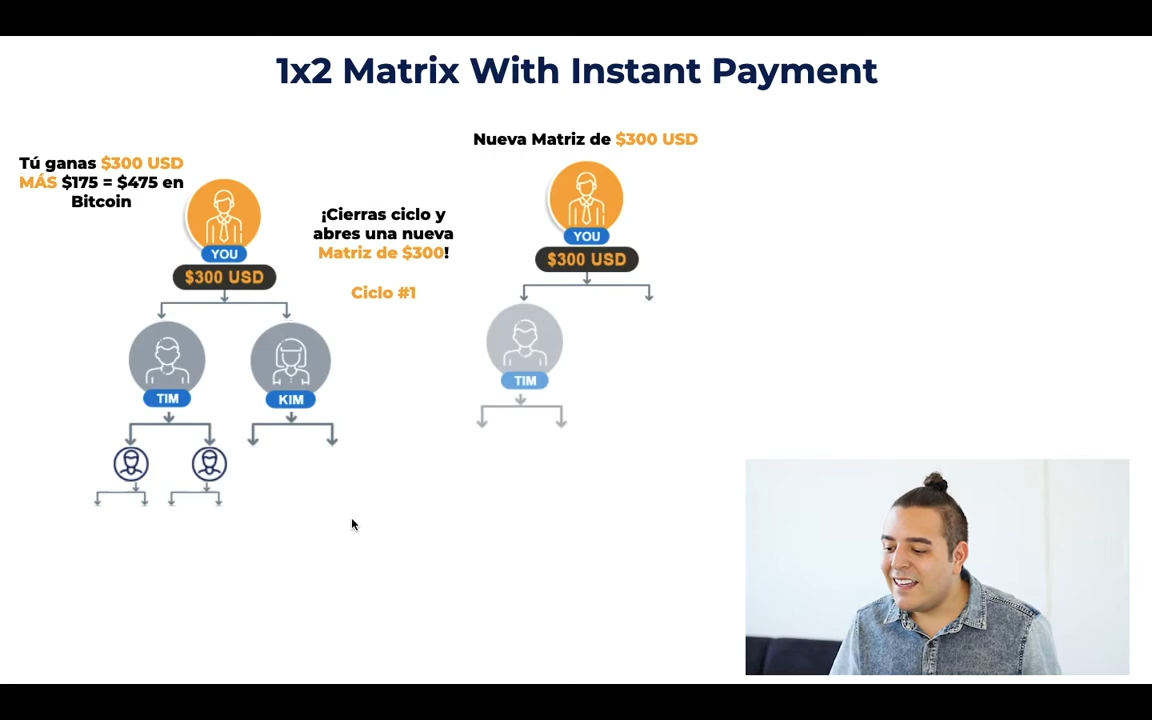 1x2 Matrix With Instant Payment
Tú ganas $300 USD
MÁS $175 = $475 en
Bitcoin
YOU
$300 USD
TIM
KIM
¡Cierras ciclo y
abres una nueva
Matriz de $300!
Ciclo #1
Nueva Matriz de $300 USD
YOU
$300 USD
TIM